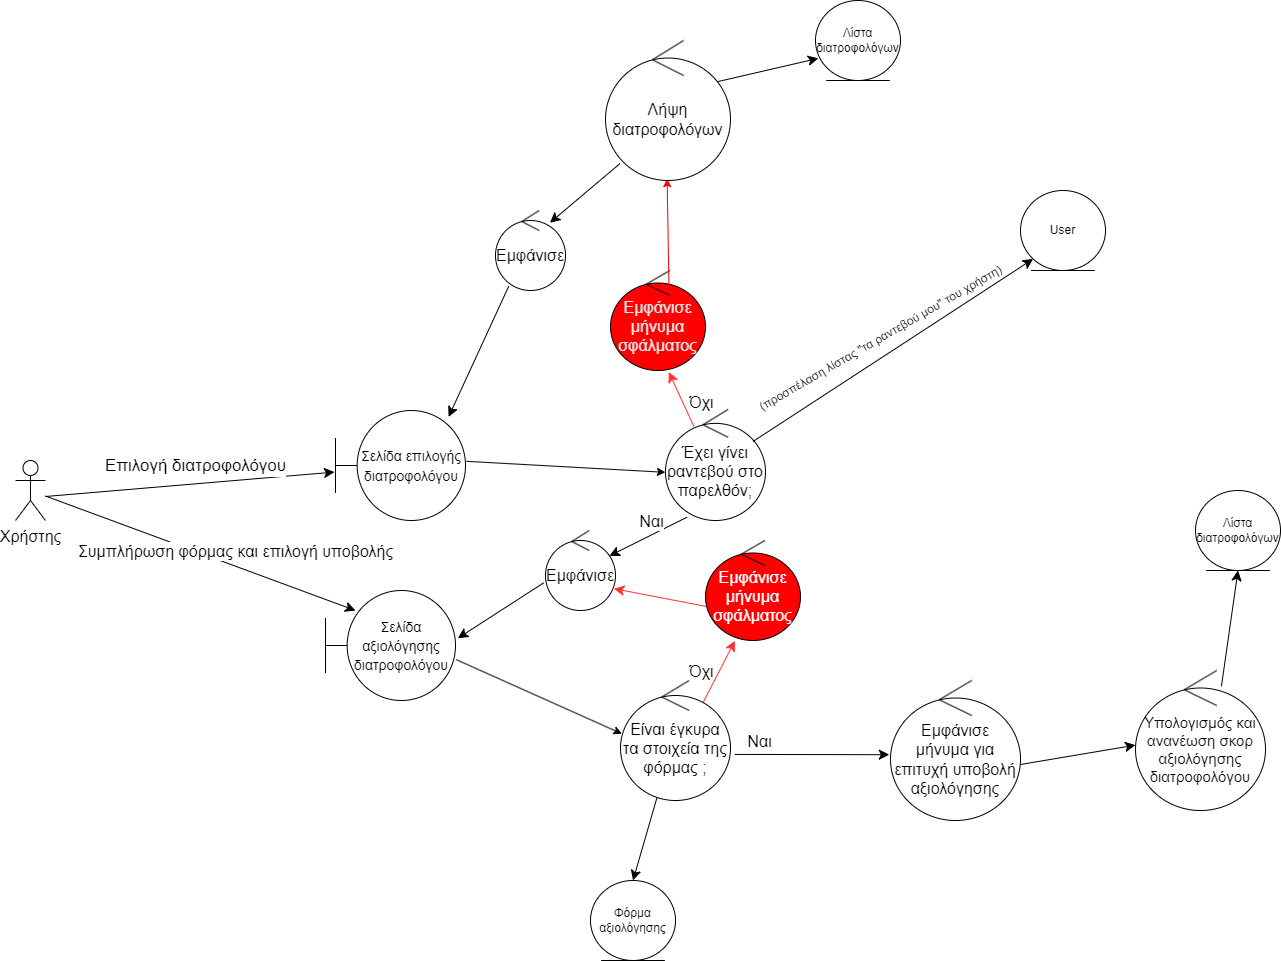 Λίστα
διατροφολόγων
Λήψη
διατροφολόγων
Εμφάνισε
User
Εμφάνισε
μήνυμα
σφάλματος
(προσπέλαση λίστας "τα ραντεβού μου" του χρήστη)
Όχι
Επιλογή διατροφολόγου
Σελίδα επιλογής
διατροφολόγου
Έχει γίνει
ραντεβού στο
παρελθόν;
Χρήστης
Συμπλήρωση φόρμας και επιλογή υποβολής
Ναι
Εμφάνισε
Εμφάνισε
μήνυμα
σφάλματος
Λίστα
διατροφολόγων
Σελίδα
αξιολόγησης
διατροφολόγου
Όχι
Είναι έγκυρα
τα στοιχεία της
φόρμας ;
Ναι
Εμφάνισε
μήνυμα για
επιτυχή υποβολή
αξιολόγησης
Υπολογισμός και
ανανέωση σκορ
αξιολόγησης
διατροφολόγου
Φόρμα
αξιολόγησης